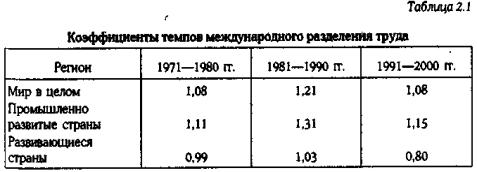 Таблица 2.1
Коэффициенты темпов международного разделения труда
Регион 1971—1980 гг. 1981—1990 гг. 1991—2000 гг.
Мир в целом 1,08 1,21 1,08
Промышленно
развитые страны 1,11 1,31 1,15
Развивающиеся
страны 0,99 1,03 0,80